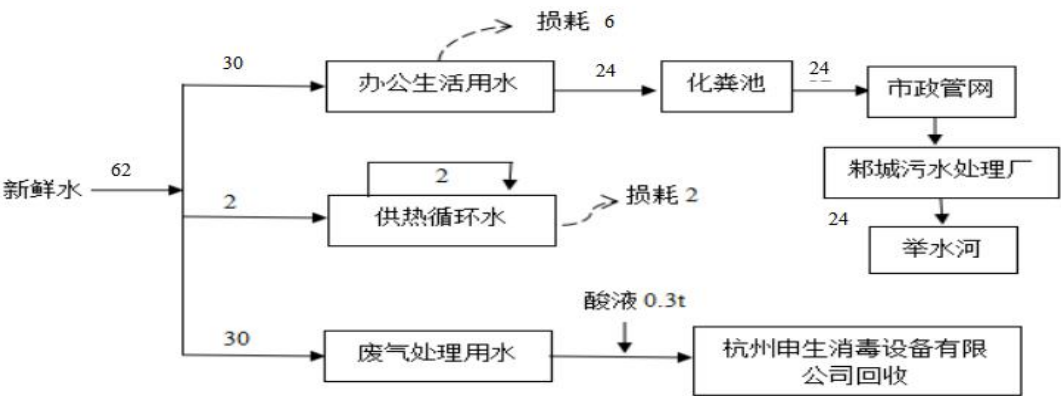 损耗 6
30
办公生活用水
24
化粪池
24
市政管网
62
新鲜水
2
供热循环水
2
损耗 2
邾城污水处理厂
24
举水河
酸液 0.3t
30
废气处理用水
杭州申生消毒设备有限
公司回收